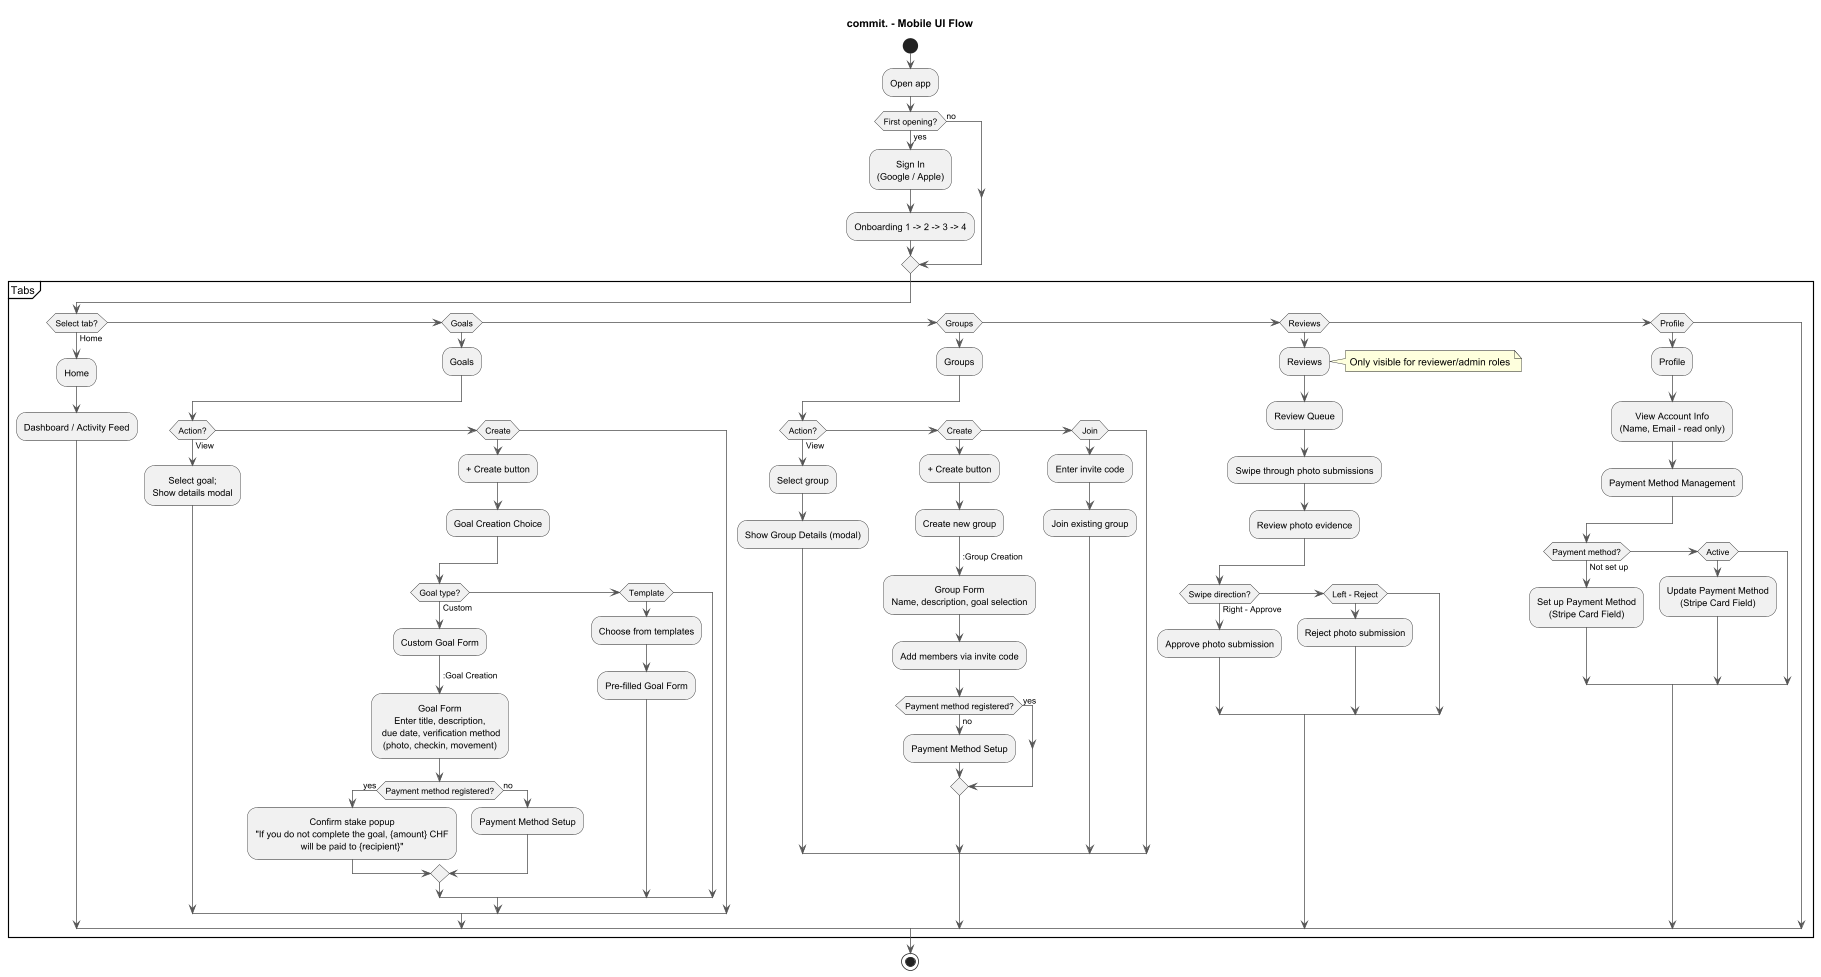 commit. - Mobile UI Flow
Open app
First opening?
no
yes
Sign In
(Google / Apple)
Onboarding 1 -> 2 -> 3 -> 4
Tabs
Select tab?
Home
Home
Dashboard / Activity Feed
Goals
Goals
Action?
View
Select goal;
Show details modal
Create
+ Create button
Goal Creation Choice
Goal type?
Custom
Custom Goal Form
:Goal Creation
Goal Form
Enter title, description,
due date, verification method
(photo, checkin, movement)
Payment method registered?
yes
no
Confirm stake popup
"If you do not complete the goal, {amount} CHF
will be paid to {recipient}"
Payment Method Setup
Template
Choose from templates
Pre-filled Goal Form
Groups
Groups
Action?
View
Select group
Show Group Details (modal)
Create
+ Create button
Create new group
:Group Creation
Group Form
Name, description, goal selection
Add members via invite code
Payment method registered?
yes
no
Payment Method Setup
Join
Enter invite code
Join existing group
Reviews
Reviews
Only visible for reviewer/admin roles
Review Queue
Swipe through photo submissions
Review photo evidence
Swipe direction?
Right - Approve
Approve photo submission
Left - Reject
Reject photo submission
Profile
Profile
View Account Info
(Name, Email - read only)
Payment Method Management
Payment method?
Not set up
Set up Payment Method
(Stripe Card Field)
Active
Update Payment Method
(Stripe Card Field)